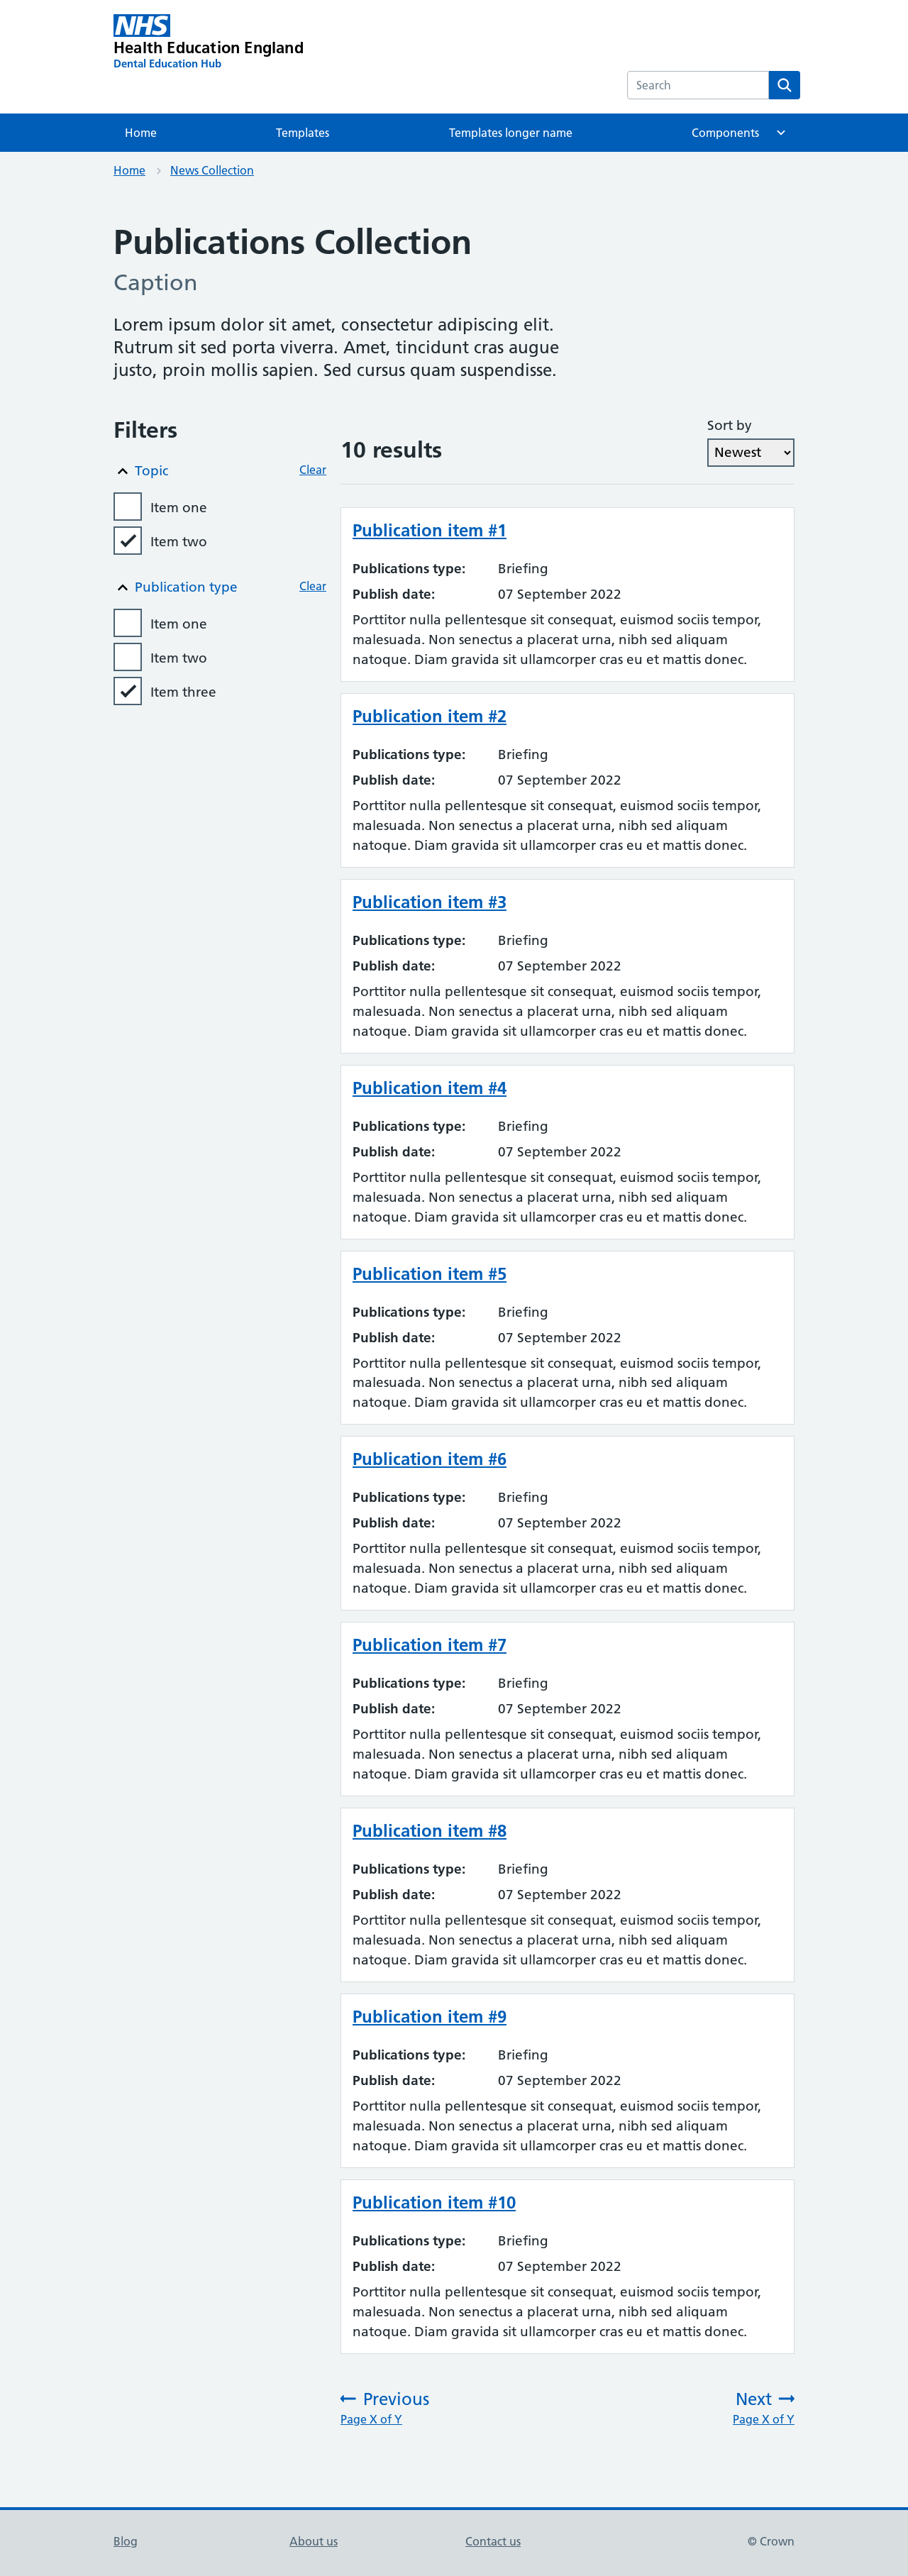 NHS
Health Education England
Dental Education Hub
Search
Home
Templates
Templates longer name
Components
Home
News Collection
Publications Collection
Caption
Lorem ipsum dolor sit amet, consectetur adipiscing elit.
Rutrum sit sed porta viverra. Amet, tincidunt cras augue
justo, proin mollis sapien. Sed cursus quam suspendisse.
Filters
Topic
Clear
Item one
Item two
Publication type
Clear
Item one
Item two
Item three
10 results
Sort by
Newest
Publication item #1
Publications type: Briefing
Publish date: 07 September 2022
Porttitor nulla pellentesque sit consequat, euismod sociis tempor,
malesuada. Non senectus a placerat urna, nibh sed aliquam
natoque. Diam gravida sit ullamcorper cras eu et mattis donec.
Publication item #2
Publications type: Briefing
Publish date: 07 September 2022
Porttitor nulla pellentesque sit consequat, euismod sociis tempor,
malesuada. Non senectus a placerat urna, nibh sed aliquam
natoque. Diam gravida sit ullamcorper cras eu et mattis donec.
Publication item #3
Publications type: Briefing
Publish date: 07 September 2022
Porttitor nulla pellentesque sit consequat, euismod sociis tempor,
malesuada. Non senectus a placerat urna, nibh sed aliquam
natoque. Diam gravida sit ullamcorper cras eu et mattis donec.
Publication item #4
Publications type: Briefing
Publish date: 07 September 2022
Porttitor nulla pellentesque sit consequat, euismod sociis tempor,
malesuada. Non senectus a placerat urna, nibh sed aliquam
natoque. Diam gravida sit ullamcorper cras eu et mattis donec.
Publication item #5
Publications type: Briefing
Publish date: 07 September 2022
Porttitor nulla pellentesque sit consequat, euismod sociis tempor,
malesuada. Non senectus a placerat urna, nibh sed aliquam
natoque. Diam gravida sit ullamcorper cras eu et mattis donec.
Publication item #6
Publications type: Briefing
Publish date: 07 September 2022
Porttitor nulla pellentesque sit consequat, euismod sociis tempor,
malesuada. Non senectus a placerat urna, nibh sed aliquam
natoque. Diam gravida sit ullamcorper cras eu et mattis donec.
Publication item #7
Publications type: Briefing
Publish date: 07 September 2022
Porttitor nulla pellentesque sit consequat, euismod sociis tempor,
malesuada. Non senectus a placerat urna, nibh sed aliquam
natoque. Diam gravida sit ullamcorper cras eu et mattis donec.
Publication item #8
Publications type: Briefing
Publish date: 07 September 2022
Porttitor nulla pellentesque sit consequat, euismod sociis tempor,
malesuada. Non senectus a placerat urna, nibh sed aliquam
natoque. Diam gravida sit ullamcorper cras eu et mattis donec.
Publication item #9
Publications type: Briefing
Publish date: 07 September 2022
Porttitor nulla pellentesque sit consequat, euismod sociis tempor,
malesuada. Non senectus a placerat urna, nibh sed aliquam
natoque. Diam gravida sit ullamcorper cras eu et mattis donec.
Publication item #10
Publications type: Briefing
Publish date: 07 September 2022
Porttitor nulla pellentesque sit consequat, euismod sociis tempor,
malesuada. Non senectus a placerat urna, nibh sed aliquam
natoque. Diam gravida sit ullamcorper cras eu et mattis donec.
Previous
Page X of Y
Next
Page X of Y
Blog
About us
Contact us
© Crown